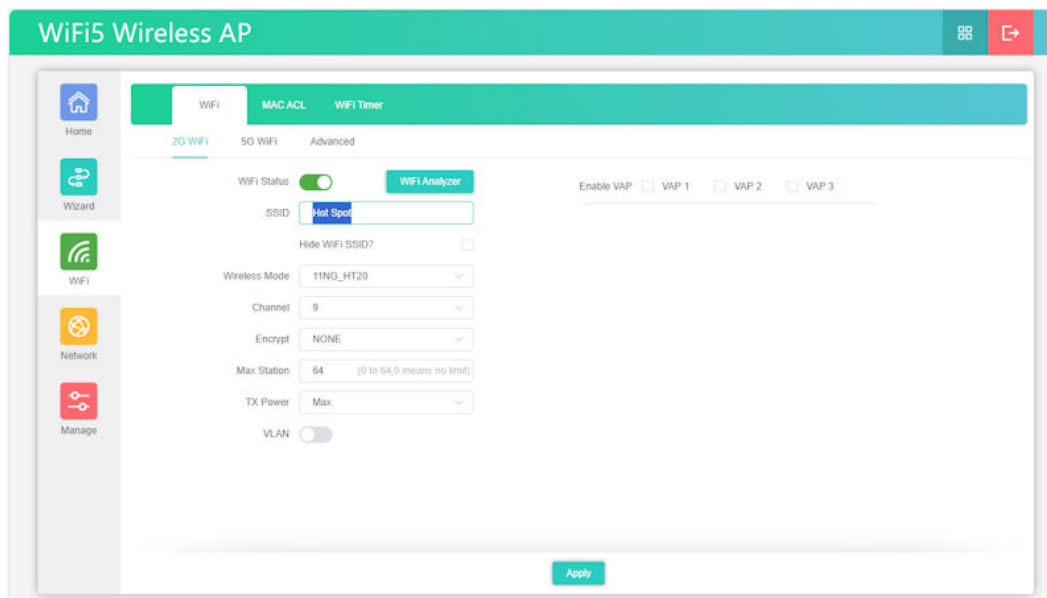 WiFi5 Wireless AP
Home
Wizard
WiFi
Network
Manage
WiFi MAC ACL WiFi Timer
2G WiFi 5G WiFi Advanced
WiFi Status WiFi Analyzer
SSID Hot Spot
Hide WiFi SSID?
Wireless Mode 11NG_HT20
Channel 9
Encrypt NONE
Max Station 64 (0 to 64,0 means no limit)
TX Power Max
VLAN
Enable VAP VAP 1 VAP 2 VAP 3
Apply